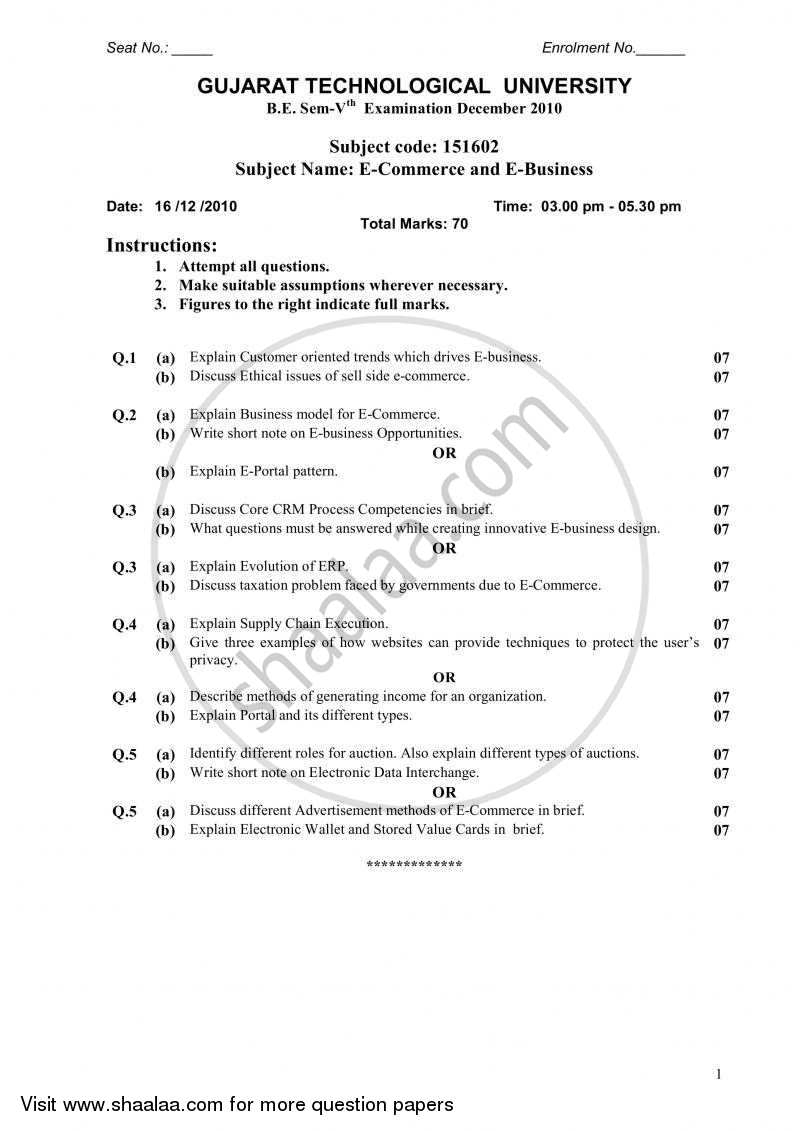 Seat No.: _____ Enrolment No.______
GUJARAT TECHNOLOGICAL UNIVERSITY
B.E. Sem-Vth Examination December 2010
Subject code: 151602
Subject Name: E-Commerce and E-Business
Date: 16 /12 /2010 Time: 03.00 pm - 05.30 pm
Total Marks: 70
Instructions:
1. Attempt all questions.
2. Make suitable assumptions wherever necessary.
3. Figures to the right indicate full marks.
Q.1 (a) Explain Customer oriented trends which drives E-business. 07
(b) Discuss Ethical issues of sell side e-commerce. 07
Q.2 (a) Explain Business model for E-Commerce. 07
(b) Write short note on E-business Opportunities. 07
OR
(b) Explain E-Portal pattern. 07
Q.3 (a) Discuss Core CRM Process Competencies in brief. 07
(b) What questions must be answered while creating innovative E-business design. 07
OR
Q.3 (a) Explain Evolution of ERP. 07
(b) Discuss taxation problem faced by governments due to E-Commerce. 07
Q.4 (a) Explain Supply Chain Execution. 07
(b) Give three examples of how websites can provide techniques to protect the user’s 07
privacy.
OR
Q.4 (a) Describe methods of generating income for an organization. 07
(b) Explain Portal and its different types. 07
Q.5 (a) Identify different roles for auction. Also explain different types of auctions. 07
(b) Write short note on Electronic Data Interchange. 07
OR
Q.5 (a) Discuss different Advertisement methods of E-Commerce in brief. 07
(b) Explain Electronic Wallet and Stored Value Cards in brief. 07
*************
shaalaa.com
1
Visit www.shaalaa.com for more question papers